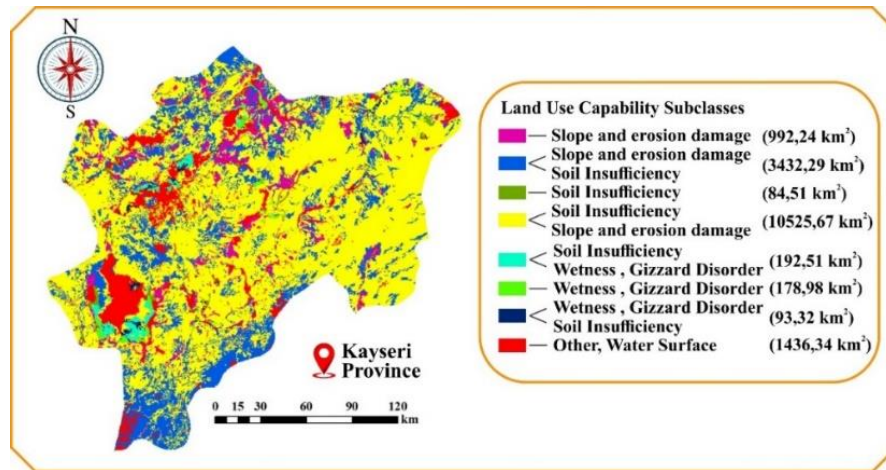 N
S
Land Use Capability Subclasses
Slope and erosion damage (992,24 km²)
Slope and erosion damage
Soil Insufficiency (3432,29 km²)
Soil Insufficiency (84,51 km²)
Soil Insufficiency
Slope and erosion damage (10525,67 km²)
Soil Insufficiency
Wetness , Gizzard Disorder (192,51 km²)
Wetness , Gizzard Disorder (178,98 km²)
Wetness , Gizzard Disorder
Soil Insufficiency (93,32 km²)
Other, Water Surface (1436,34 km²)
Kayseri
Province
0 15 30 60 90 120
km